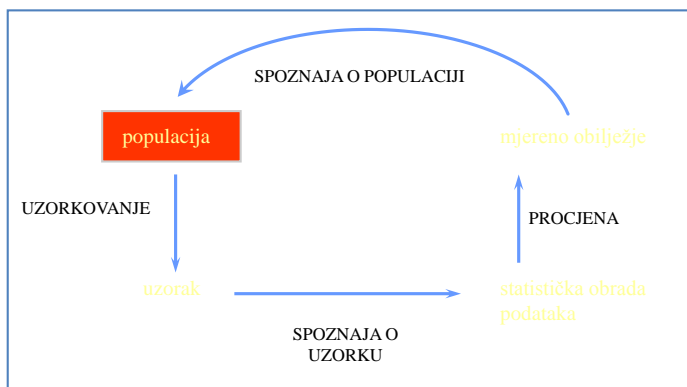 SPOZNAJA O POPULACIJI
populacija
mjereno obilježje
UZORKOVANJE
PROCJENA
uzorak
statistička obrada
podataka
SPOZNAJA O
UZORKU